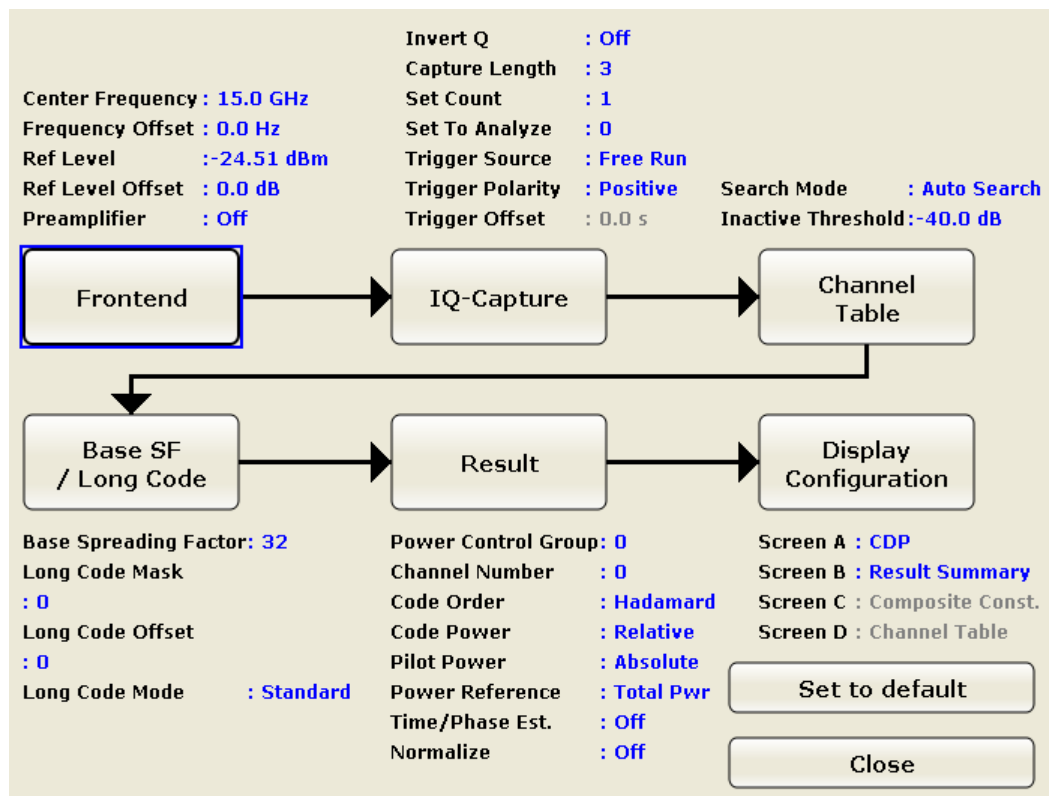 Center Frequency : 15.0 GHz
Frequency Offset : 0.0 Hz
Ref Level :-24.51 dBm
Ref Level Offset : 0.0 dB
Preamplifier : Off
Invert Q : Off
Capture Length : 3
Set Count : 1
Set To Analyze : 0
Trigger Source : Free Run
Trigger Polarity : Positive
Trigger Offset : 0.0 s
Search Mode : Auto Search
Inactive Threshold :-40.0 dB
Frontend
IQ-Capture
Channel
Table
Base SF
/ Long Code
Result
Display
Configuration
Base Spreading Factor: 32
Long Code Mask
: 0
Long Code Offset
: 0
Long Code Mode : Standard
Power Control Group: 0
Channel Number : 0
Code Order : Hadamard
Code Power : Relative
Pilot Power : Absolute
Power Reference : Total Pwr
Time/Phase Est. : Off
Normalize : Off
Screen A : CDP
Screen B : Result Summary
Screen C : Composite Const.
Screen D : Channel Table
Set to default
Close